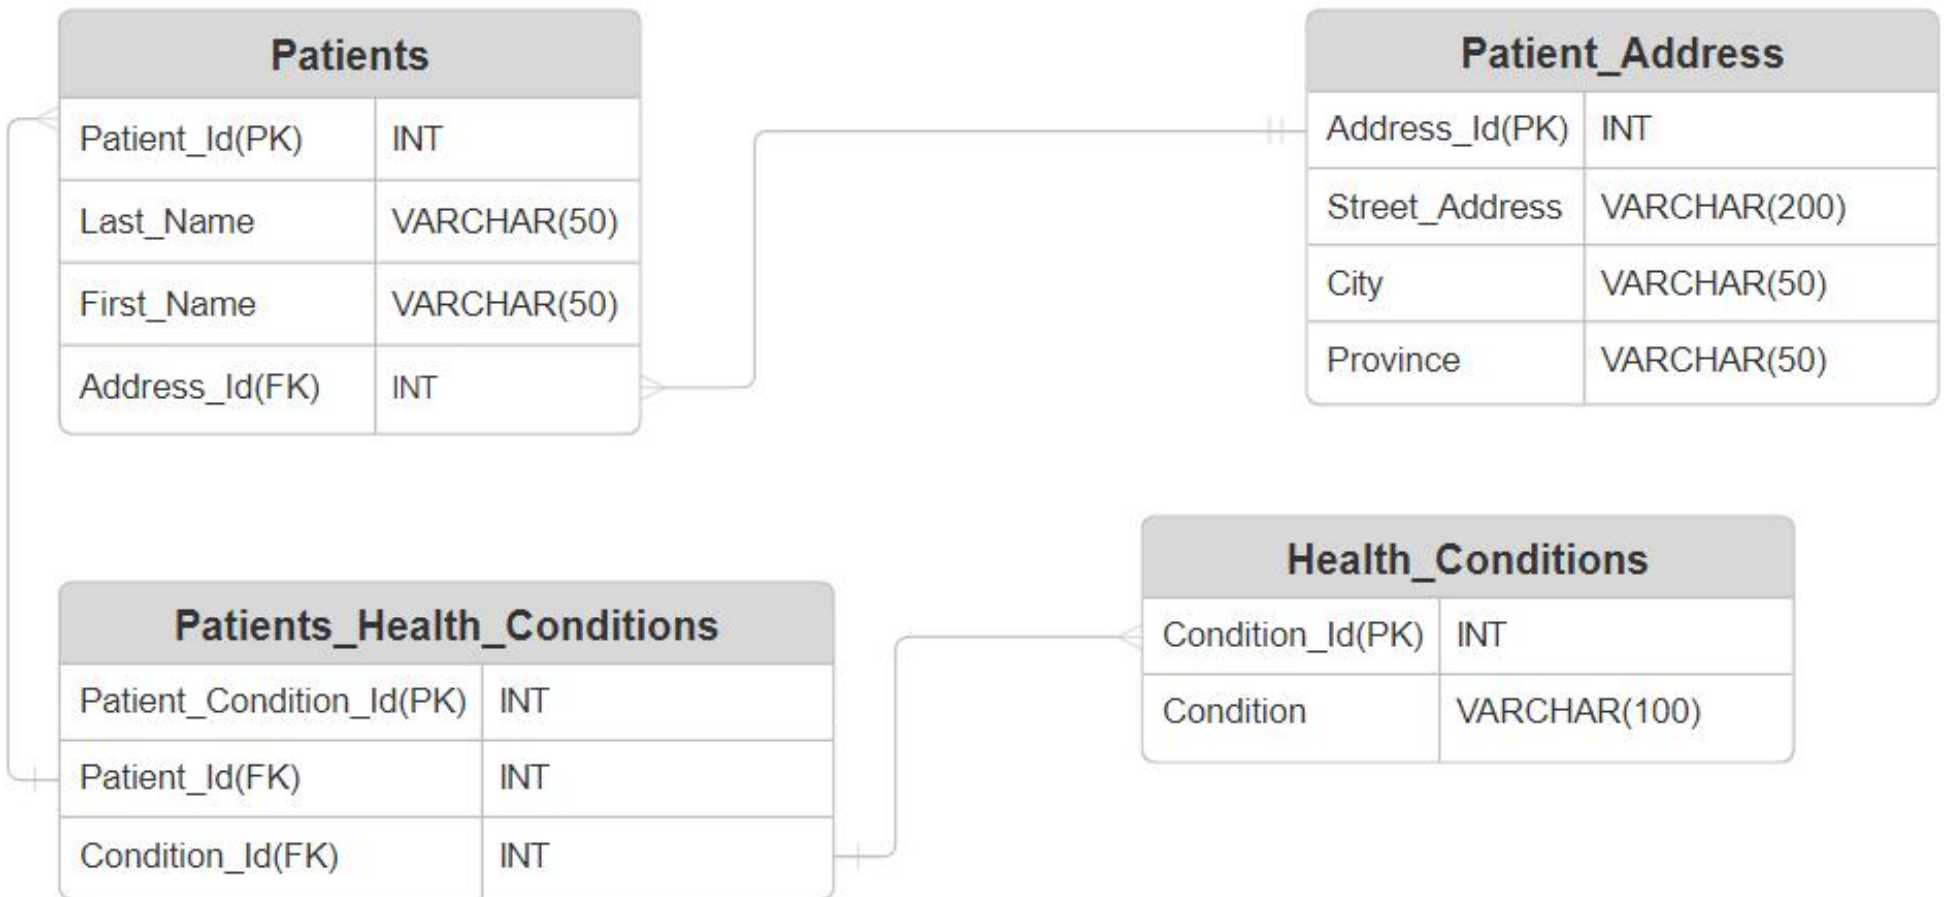 Patients
Patient_Id(PK) INT
Last_Name VARCHAR(50)
First_Name VARCHAR(50)
Address_Id(FK) INT
Patient_Address
Address_Id(PK) INT
Street_Address VARCHAR(200)
City VARCHAR(50)
Province VARCHAR(50)
Patients_Health_Conditions
Patient_Condition_Id(PK) INT
Patient_Id(FK) INT
Condition_Id(FK) INT
Health_Conditions
Condition_Id(PK) INT
Condition VARCHAR(100)